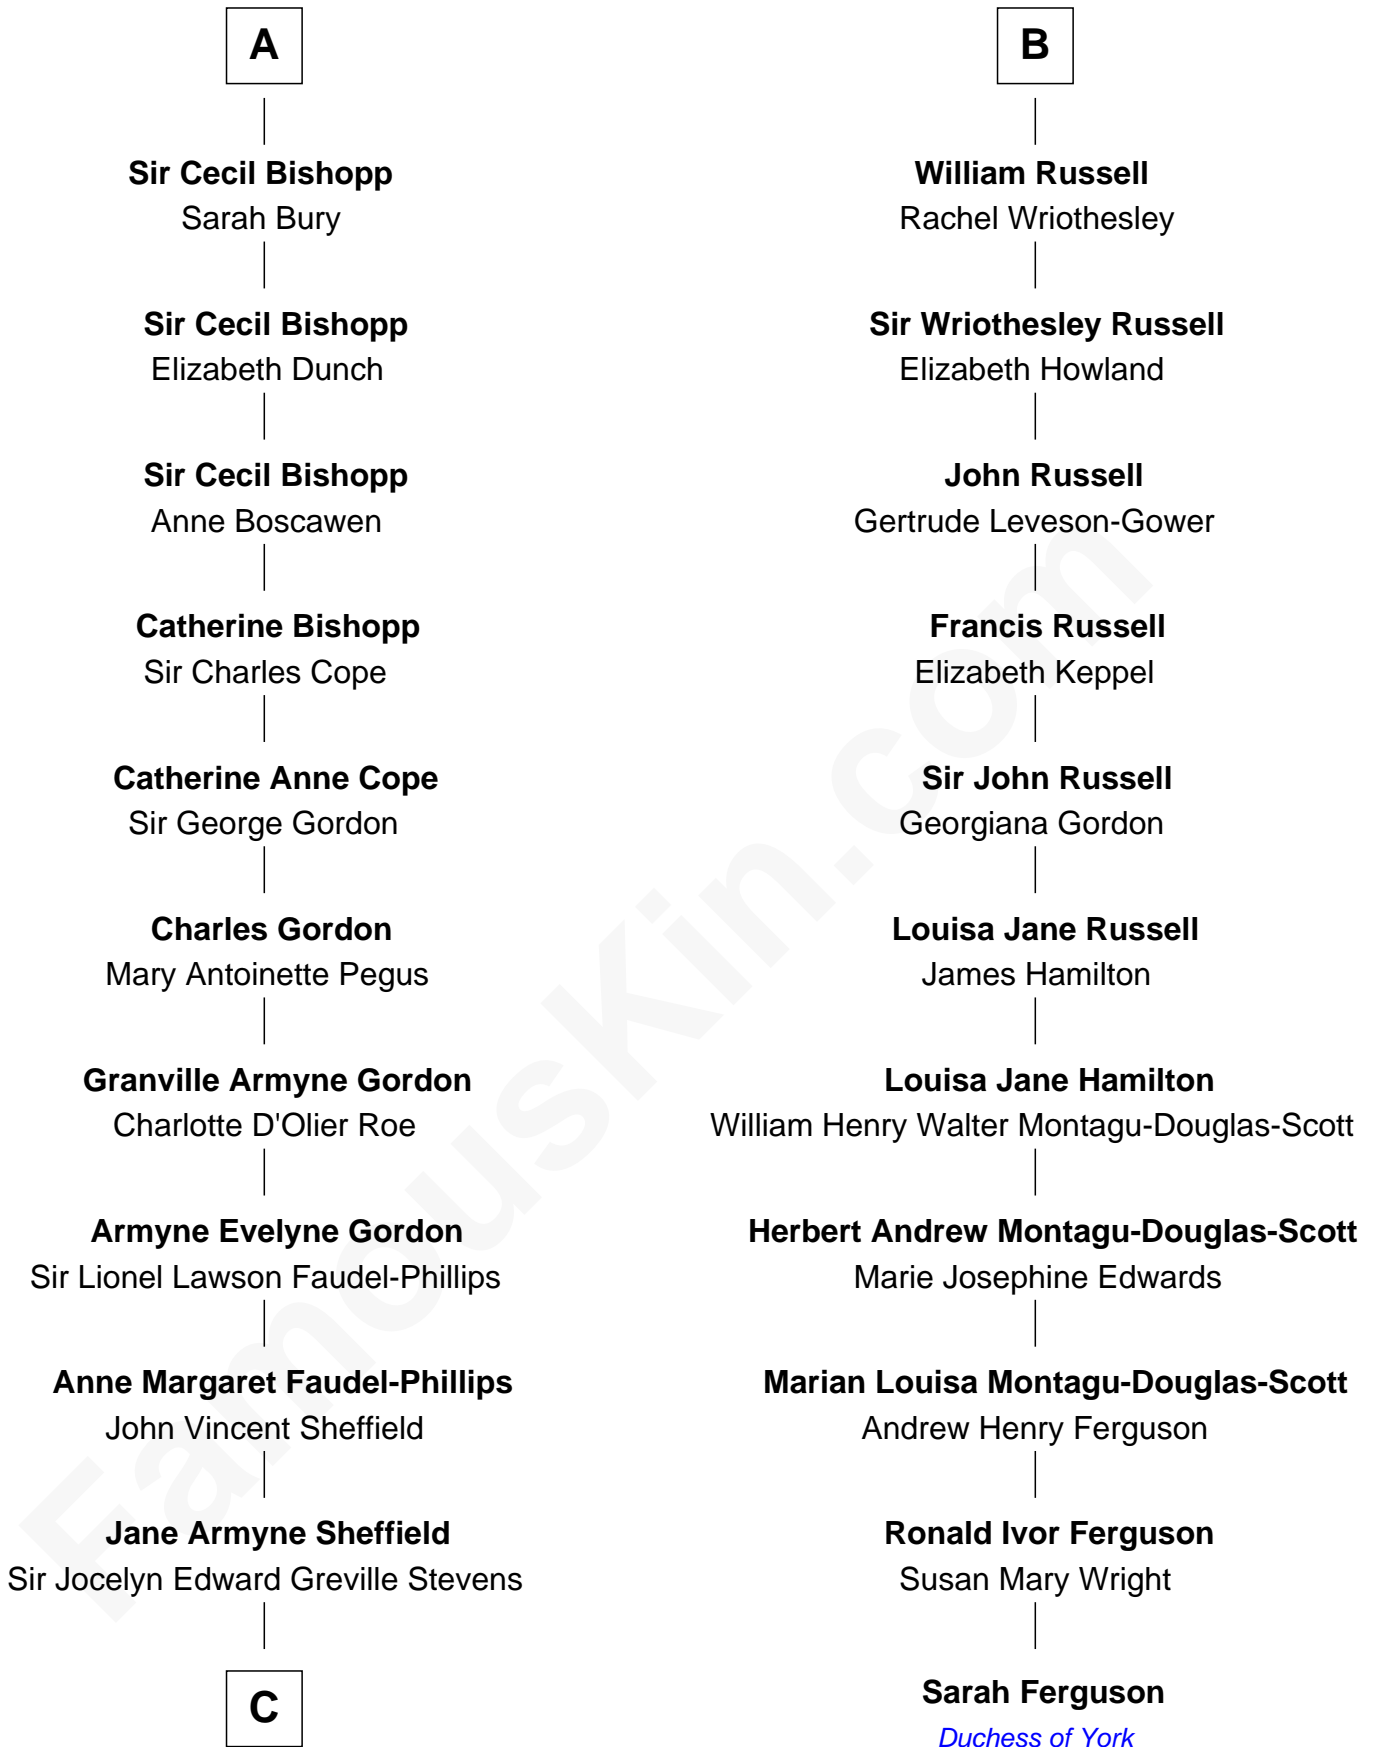 A
Sir Cecil Bishopp
Sarah Bury
Sir Cecil Bishopp
Elizabeth Dunch
Sir Cecil Bishopp
Anne Boscawen
Catherine Bishopp
Sir Charles Cope
Catherine Anne Cope
Sir George Gordon
Charles Gordon
Mary Antoinette Pegus
Granville Armyne Gordon
Charlotte D'Olier Roe
Armyne Evelyne Gordon
Sir Lionel Lawson Faudel-Phillips
Anne Margaret Faudel-Phillips
John Vincent Sheffield
Jane Armyne Sheffield
Sir Jocelyn Edward Greville Stevens
C
B
William Russell
Rachel Wriothesley
Sir Wriothesley Russell
Elizabeth Howland
John Russell
Gertrude Leveson-Gower
Francis Russell
Elizabeth Keppel
Sir John Russell
Georgiana Gordon
Louisa Jane Russell
James Hamilton
Louisa Jane Hamilton
William Henry Walter Montagu-Douglas-Scott
Herbert Andrew Montagu-Douglas-Scott
Marie Josephine Edwards
Marian Louisa Montagu-Douglas-Scott
Andrew Henry Ferguson
Ronald Ivor Ferguson
Susan Mary Wright
Sarah Ferguson
Duchess of York
FamousKin.com